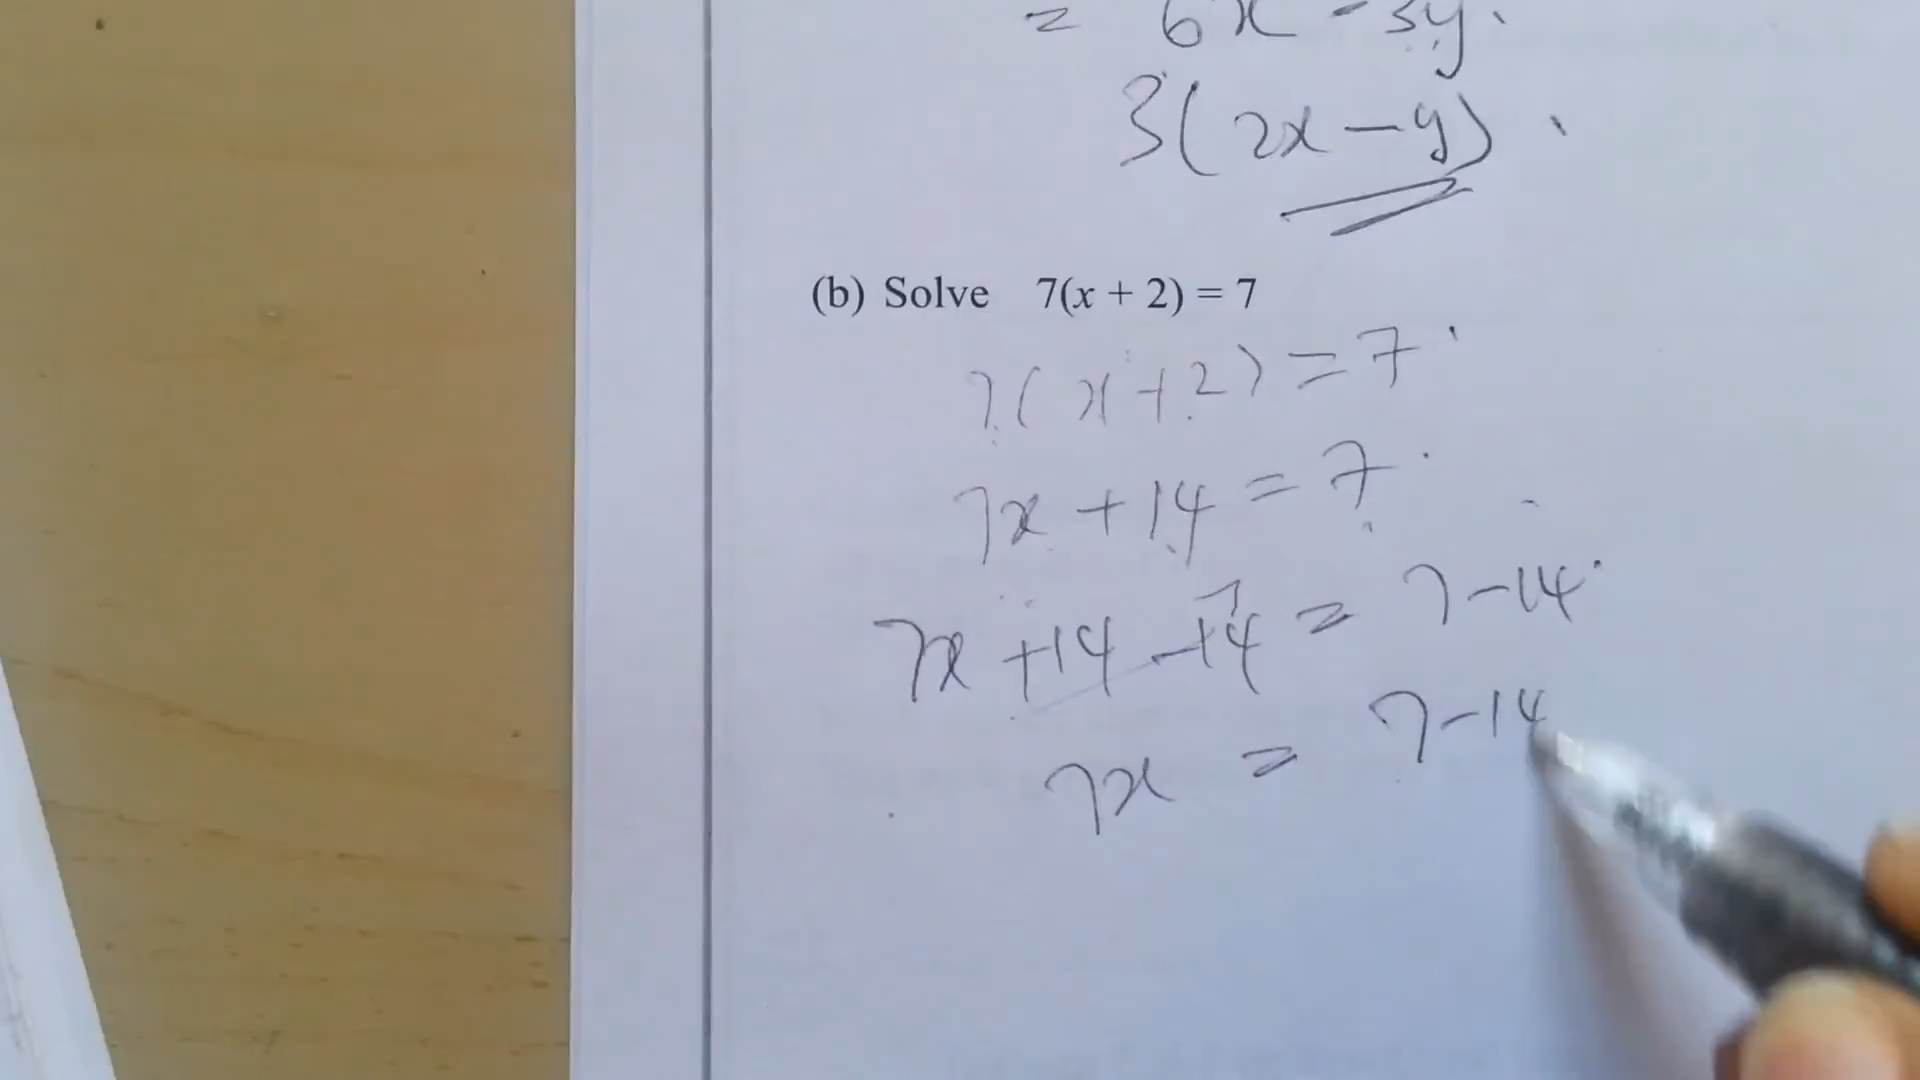 = 6x - 3y.
3(2x-y)
(b) Solve 7(x + 2) = 7
7(x+2)=7
7x+14=7
7x+14-14=7-14
7x=7-14